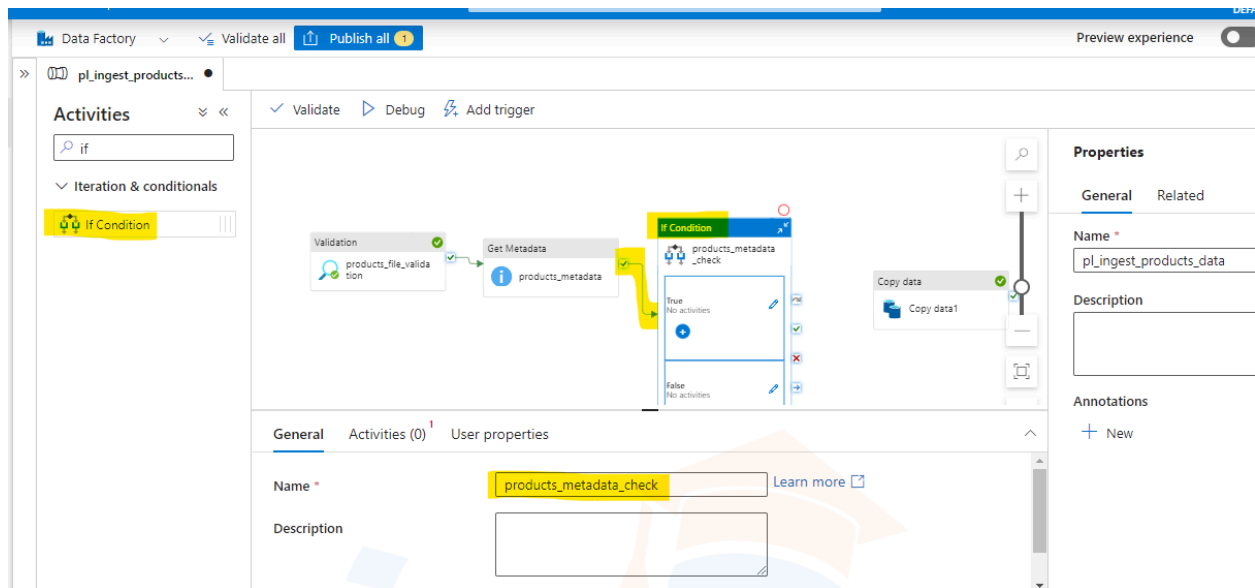 DEFA
Data Factory
Validate all
Publish all 1
Preview experience
pl_ingest_products...
Activities
if
Iteration & conditionals
If Condition
Validate
Debug
Add trigger
Validation
products_file_valida
tion
Get Metadata
products_metadata
If Condition
products_metadata
_check
True
No activities
False
No activities
Copy data
Copy data1
General
Activities (0) 1
User properties
Name *
products_metadata_check
Learn more
Description
Properties
General
Related
Name *
pl_ingest_products_data
Description
Annotations
New